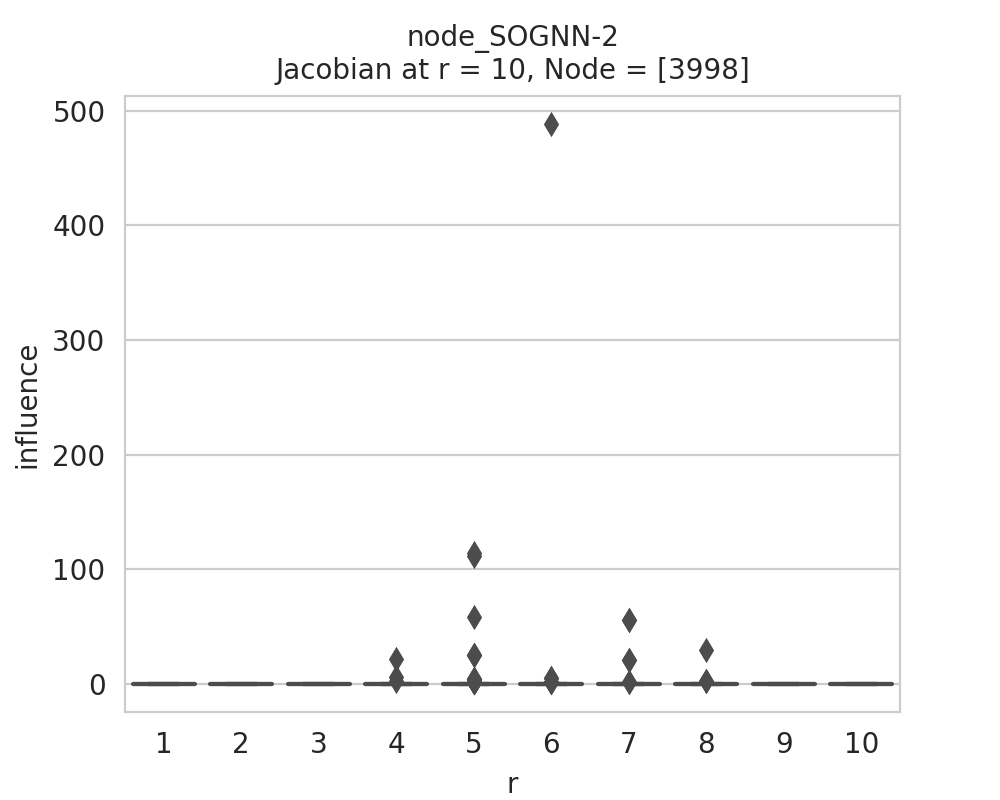 node_SOGNN-2
Jacobian at r = 10, Node = [3998]
500
400
300
200
100
0
influence
1 2 3 4 5 6 7 8 9 10
r